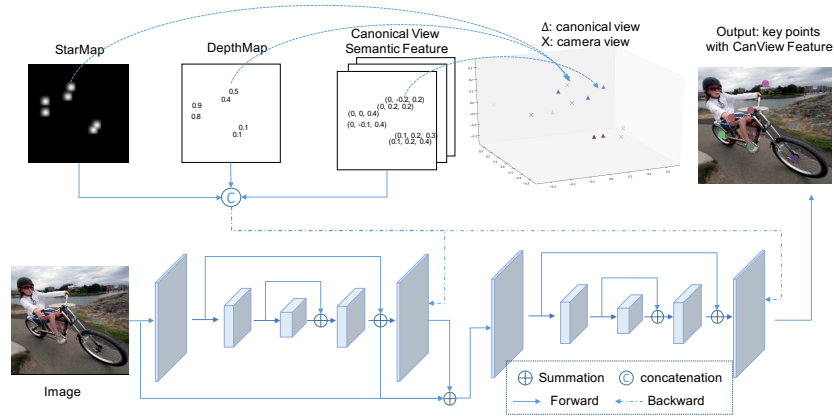 StarMap
DepthMap
Canonical View
Semantic Feature
Δ: canonical view
X: camera view
Output: key points
with CanView Feature
0.5
0.4
0.9
0.8
0.1
0.1
(0, -0.2, 0.2)
(0, 0.2, 0.2)
(0, 0, 0.4)
(0, -0.1, 0.4)
(0.1, 0.2, 0.3)
(0.1, 0.2, 0.4)
C
Image
Summation
C concatenation
Forward
Backward